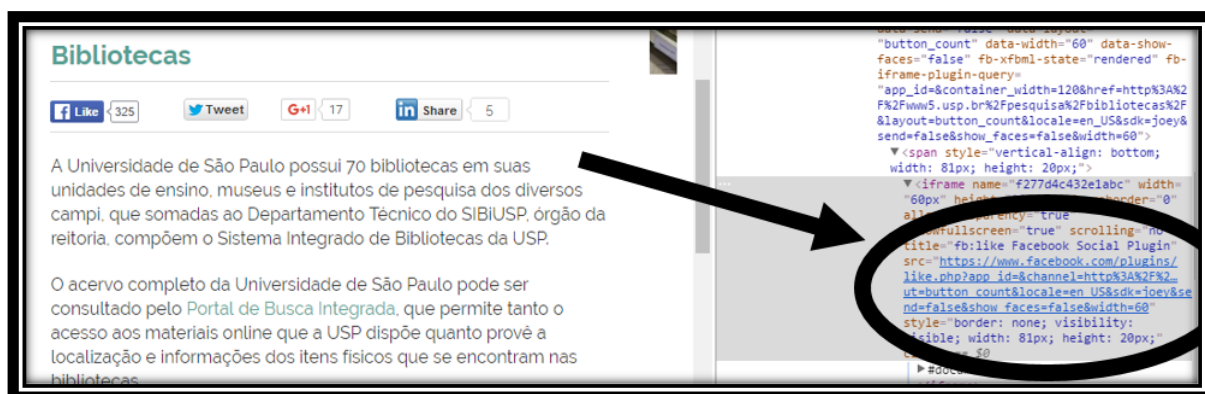 Bibliotecas
Like 325
Tweet
G+1 17
in Share 5
A Universidade de São Paulo possui 70 bibliotecas em suas
unidades de ensino, museus e institutos de pesquisa dos diversos
campi, que somadas ao Departamento Técnico do SIBiUSP, órgão da
reitoria, compõem o Sistema Integrado de Bibliotecas da USP.
O acervo completo da Universidade de São Paulo pode ser
consultado pelo Portal de Busca Integrada, que permite tanto o
acesso aos materiais online que a USP dispõe quanto provê a
localização e informações dos itens físicos que se encontram nas
bibliotecas
"button_count" data-width="60" data-show-
faces="false" fb-xfbml-state="rendered" fb-
iframe-plugin-query=
"app_id=&container_width=120&href=http%3A%2
F%2Fwww5.usp.br%2Fpesquisa%2Fbibliotecas%2F
&layout=button_count&locale=en_US&sdk=joey&
send=false&show_faces=false&width=60">
▼<span style="vertical-align: bottom;
width: 81px; height: 20px;">
▼<iframe name="f277d4c432e1abc" width=
"60px"
"true"
"true" scrolling=
title="fb:like Facebook Social Plugin"
src="https://www.facebook.com/plugins/
like.php?app_id=&channel=http%3A%2F%2…
ut=button_count&locale=en_US&sdk=joey&se
nd=false&show_faces=false&width=60"
style="border: none; visibility:
visible; width: 81px; height: 20px;"
== $0